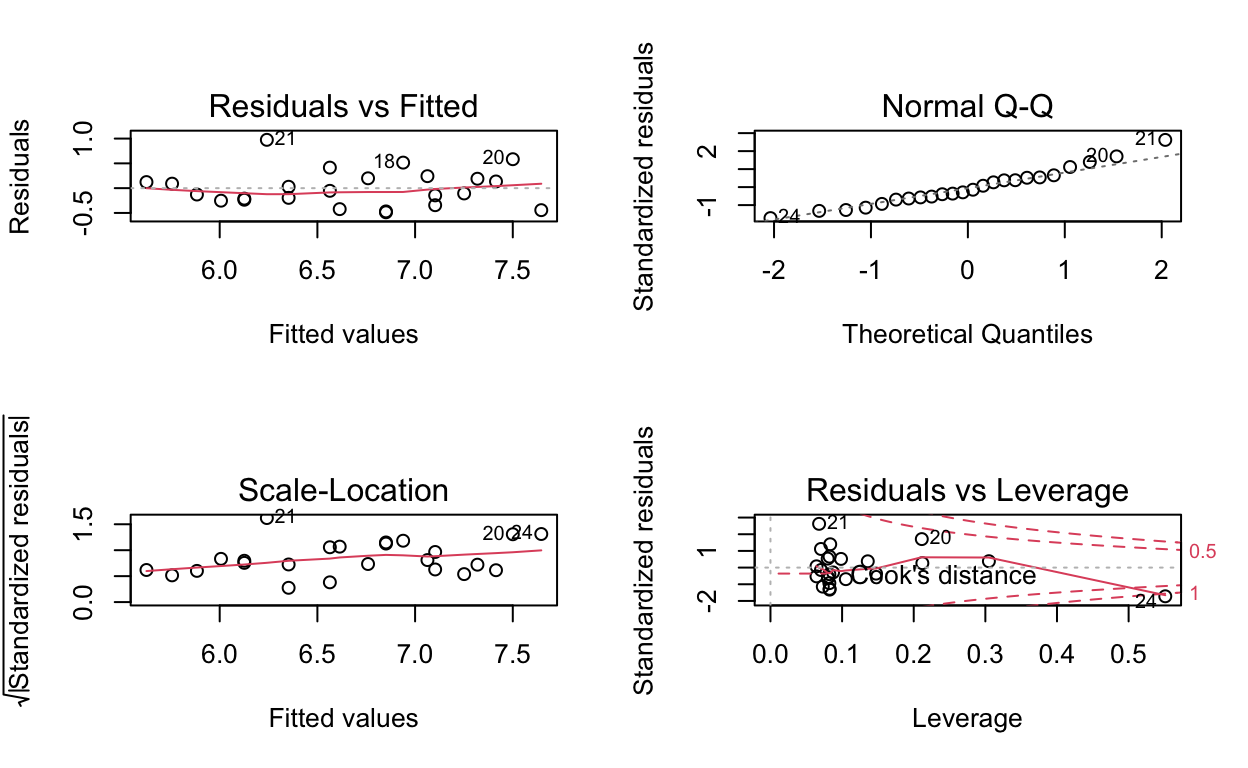 Residuals vs Fitted
Residuals
-0.5 1.0
21
18
20
6.0 6.5 7.0 7.5
Fitted values
Normal Q-Q
Standardized residuals
-1 2
21
20
24
-2 -1 0 1 2
Theoretical Quantiles
Scale-Location
√|Standardized residuals|
0.0 1.5
21
20
24
6.0 6.5 7.0 7.5
Fitted values
Residuals vs Leverage
Standardized residuals
-2 1
21
20
0.5
Cook's distance
1
24
0.0 0.1 0.2 0.3 0.4 0.5
Leverage